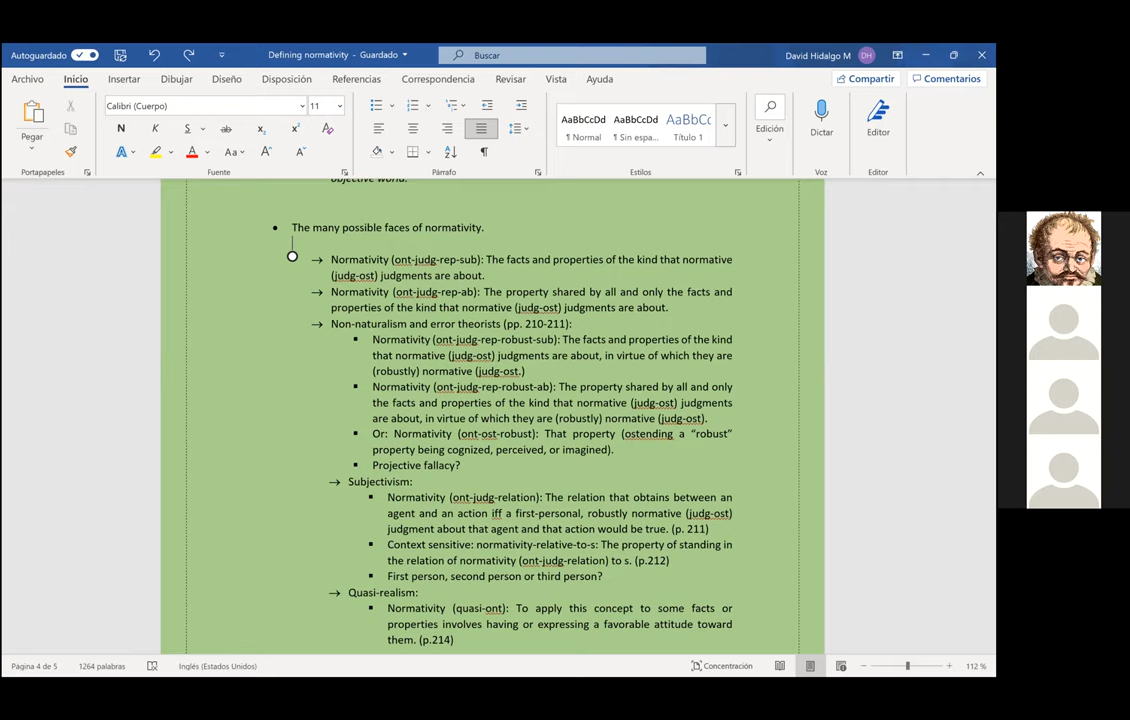 Autoguardado
Defining normativity - Guardado
Buscar
David Hidalgo M
DH
Archivo
Inicio
Insertar
Dibujar
Diseño
Disposición
Referencias
Correspondencia
Revisar
Vista
Ayuda
Compartir
Comentarios
Pegar
Calibri (Cuerpo)
11
N
K
S
ab
x₂
x²
A
A
A
Aa
A
A
AaBbCcDd
AaBbCcDd
AaBbCc
¶ Normal
¶ Sin espa...
Título 1
Edición
Dictar
Editor
Portapapeles
Fuente
Párrafo
Estilos
Voz
Editor
objective world.
• The many possible faces of normativity.
→ Normativity (ont-judg-rep-sub): The facts and properties of the kind that normative
(judg-ost) judgments are about.
→ Normativity (ont-judg-rep-ab): The property shared by all and only the facts and
properties of the kind that normative (judg-ost) judgments are about.
→ Non-naturalism and error theorists (pp. 210-211):
▪ Normativity (ont-judg-rep-robust-sub): The facts and properties of the kind
that normative (judg-ost) judgments are about, in virtue of which they are
(robustly) normative (judg-ost.)
▪ Normativity (ont-judg-rep-robust-ab): The property shared by all and only
the facts and properties of the kind that normative (judg-ost) judgments
are about, in virtue of which they are (robustly) normative (judg-ost).
▪ Or: Normativity (ont-ost-robust): That property (ostending a “robust”
property being cognized, perceived, or imagined).
▪ Projective fallacy?
→ Subjectivism:
▪ Normativity (ont-judg-relation): The relation that obtains between an
agent and an action iff a first-personal, robustly normative (judg-ost)
judgment about that agent and that action would be true. (p. 211)
▪ Context sensitive: normativity-relative-to-s: The property of standing in
the relation of normativity (ont-judg-relation) to s. (p.212)
▪ First person, second person or third person?
→ Quasi-realism:
▪ Normativity (quasi-ont): To apply this concept to some facts or
properties involves having or expressing a favorable attitude toward
them. (p.214)
Página 4 de 5
1264 palabras
Inglés (Estados Unidos)
Concentración
112 %